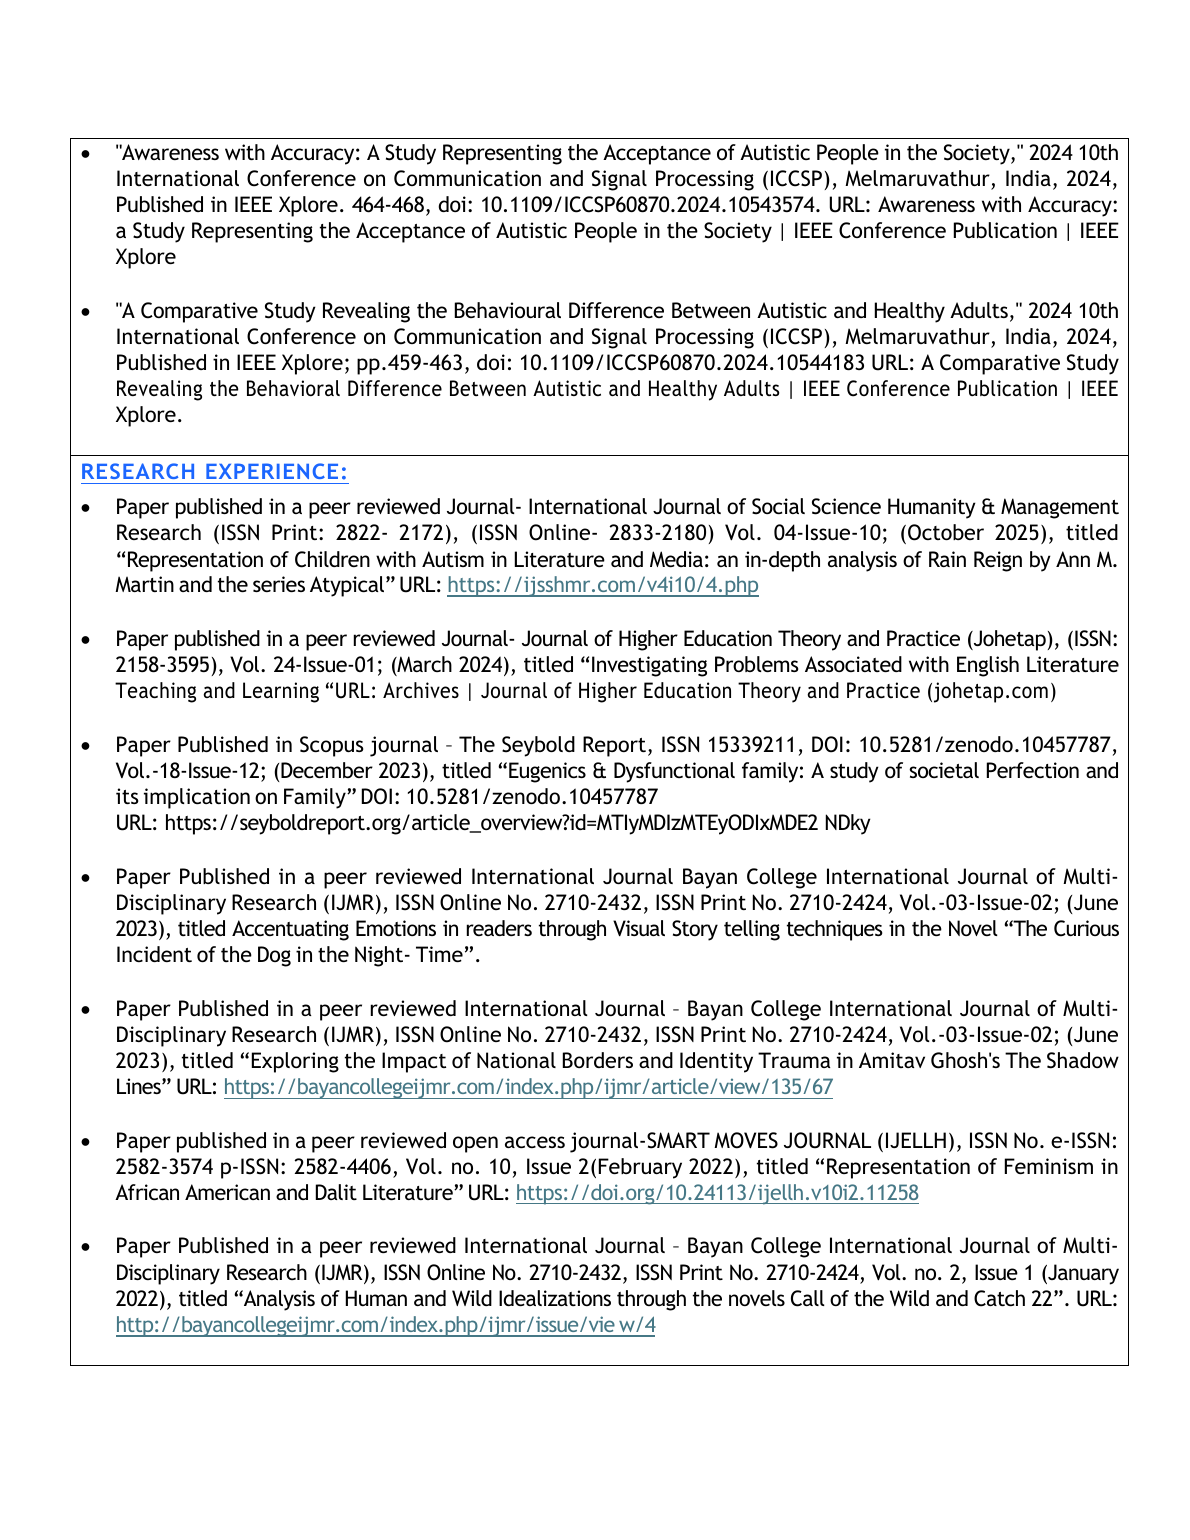 • "Awareness with Accuracy: A Study Representing the Acceptance of Autistic People in the Society," 2024 10th
International Conference on Communication and Signal Processing (ICCSP), Melmaruvathur, India, 2024,
Published in IEEE Xplore. 464-468, doi: 10.1109/ICCSP60870.2024.10543574. URL: Awareness with Accuracy:
a Study Representing the Acceptance of Autistic People in the Society | IEEE Conference Publication | IEEE
Xplore
• "A Comparative Study Revealing the Behavioural Difference Between Autistic and Healthy Adults," 2024 10th
International Conference on Communication and Signal Processing (ICCSP), Melmaruvathur, India, 2024,
Published in IEEE Xplore; pp.459-463, doi: 10.1109/ICCSP60870.2024.10544183 URL: A Comparative Study
Revealing the Behavioral Difference Between Autistic and Healthy Adults | IEEE Conference Publication | IEEE
Xplore.
RESEARCH EXPERIENCE:
• Paper published in a peer reviewed Journal- International Journal of Social Science Humanity & Management
Research (ISSN Print: 2822- 2172), (ISSN Online- 2833-2180) Vol. 04-Issue-10; (October 2025), titled
“Representation of Children with Autism in Literature and Media: an in-depth analysis of Rain Reign by Ann M.
Martin and the series Atypical” URL: https://ijsshmr.com/v4i10/4.php
• Paper published in a peer reviewed Journal- Journal of Higher Education Theory and Practice (Johetap), (ISSN:
2158-3595), Vol. 24-Issue-01; (March 2024), titled “Investigating Problems Associated with English Literature
Teaching and Learning “URL: Archives | Journal of Higher Education Theory and Practice (johetap.com)
• Paper Published in Scopus journal – The Seybold Report, ISSN 15339211, DOI: 10.5281/zenodo.10457787,
Vol.-18-Issue-12; (December 2023), titled “Eugenics & Dysfunctional family: A study of societal Perfection and
its implication on Family” DOI: 10.5281/zenodo.10457787
URL: https://seyboldreport.org/article_overview?id=MTIyMDIzMTEyODIxMDE2 NDky
• Paper Published in a peer reviewed International Journal Bayan College International Journal of Multi-
Disciplinary Research (IJMR), ISSN Online No. 2710-2432, ISSN Print No. 2710-2424, Vol.-03-Issue-02; (June
2023), titled Accentuating Emotions in readers through Visual Story telling techniques in the Novel “The Curious
Incident of the Dog in the Night- Time”.
• Paper Published in a peer reviewed International Journal – Bayan College International Journal of Multi-
Disciplinary Research (IJMR), ISSN Online No. 2710-2432, ISSN Print No. 2710-2424, Vol.-03-Issue-02; (June
2023), titled “Exploring the Impact of National Borders and Identity Trauma in Amitav Ghosh's The Shadow
Lines” URL: https://bayancollegeijmr.com/index.php/ijmr/article/view/135/67
• Paper published in a peer reviewed open access journal-SMART MOVES JOURNAL (IJELLH), ISSN No. e-ISSN:
2582-3574 p-ISSN: 2582-4406, Vol. no. 10, Issue 2(February 2022), titled “Representation of Feminism in
African American and Dalit Literature” URL: https://doi.org/10.24113/ijellh.v10i2.11258
• Paper Published in a peer reviewed International Journal – Bayan College International Journal of Multi-
Disciplinary Research (IJMR), ISSN Online No. 2710-2432, ISSN Print No. 2710-2424, Vol. no. 2, Issue 1 (January
2022), titled “Analysis of Human and Wild Idealizations through the novels Call of the Wild and Catch 22”. URL:
http://bayancollegeijmr.com/index.php/ijmr/issue/vie w/4